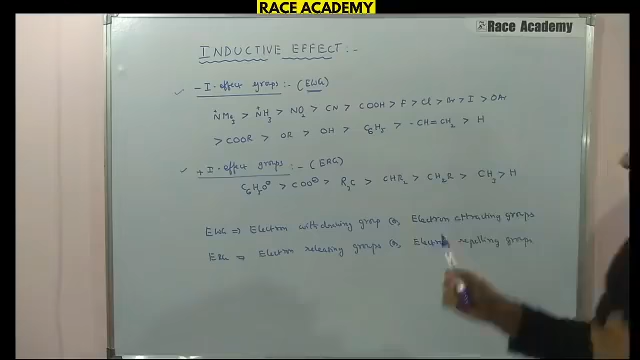 RACE ACADEMY
Race Academy
INDUCTIVE EFFECT :-
- I effect groups :- (EWG)
N⁺Me₃ > N⁺H₃ > NO₂ > CN > COOH > F > Cl > Br > I > OAr
> COOR > OR > OH > C₆H₅ > -CH=CH₂ > H
+ I effect groups :- (ERG)
C₆H₅O⊖ > COO⊖ > R₃C > CHR₂ > CH₂R > CH₃ > H
EWG ⇒ Electron withdrawing group (or) Electron attracting groups
ERG ⇒ Electron releasing groups (or) Electron repelling groups